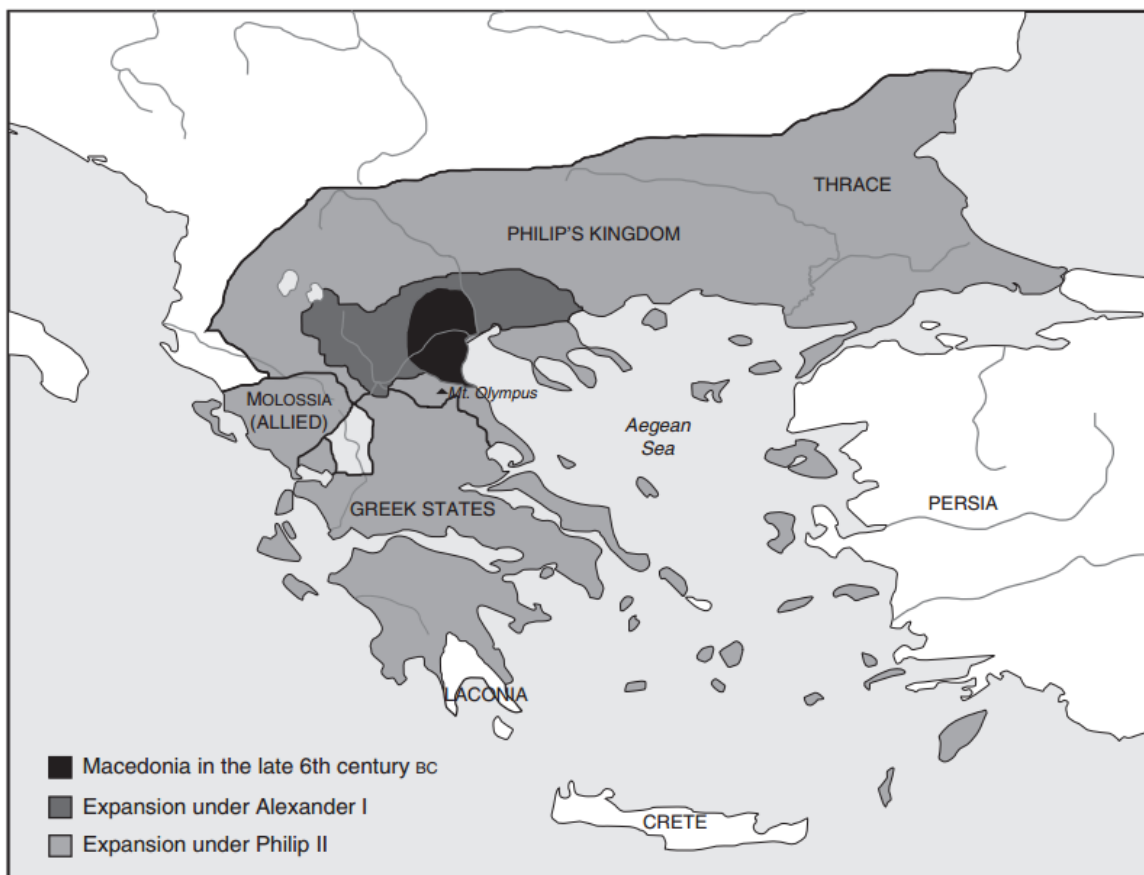 THRACE
PHILIP'S KINGDOM
Mt. Olympus
MOLOSSIA
(ALLIED)
Aegean
Sea
PERSIA
GREEK STATES
LACONIA
Macedonia in the late 6th century BC
Expansion under Alexander I
CRETE
Expansion under Philip II